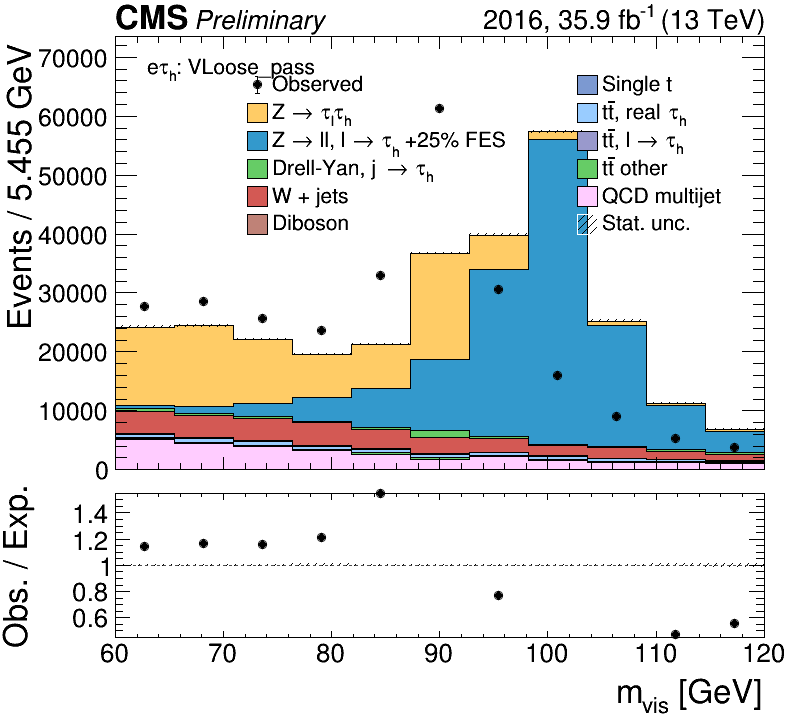 CMS Preliminary 2016, 35.9 fb⁻¹ (13 TeV)
eτh: VLoose_pass
Observed
Z → τlτh
Z → ll, l → τh +25% FES
Drell-Yan, j → τh
W + jets
Diboson
Single t
tt̄, real τh
tt̄, l → τh
tt̄ other
QCD multijet
Stat. unc.
Events / 5.455 GeV
70000
60000
50000
40000
30000
20000
10000
0
Obs. / Exp.
1.4
1.2
1
0.8
0.6
60 70 80 90 100 110 120
mvis [GeV]